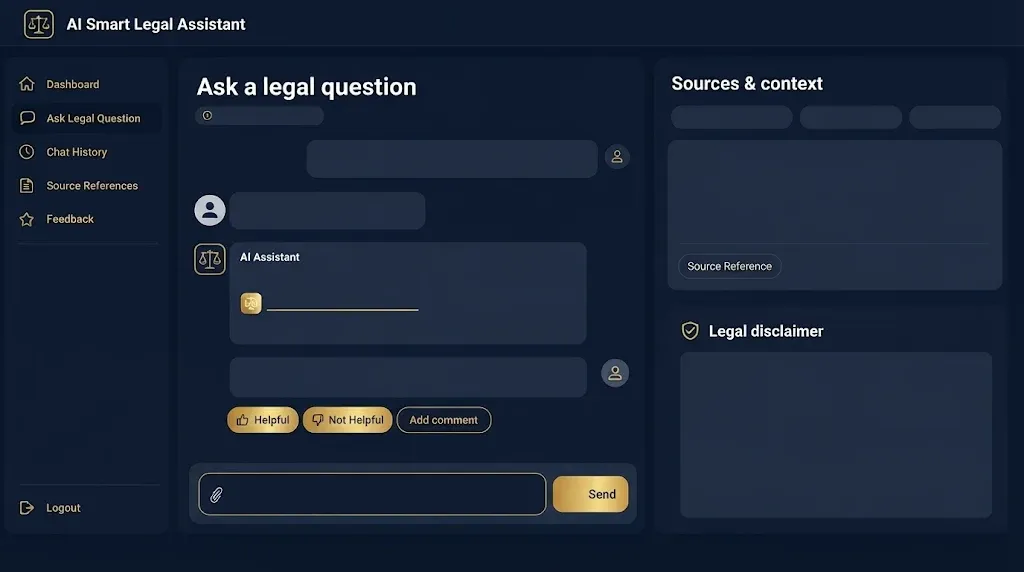 AI Smart Legal Assistant
Dashboard
Ask Legal Question
Chat History
Source References
Feedback
Logout
Ask a legal question
AI Assistant
Helpful
Not Helpful
Add comment
Send
Sources & context
Source Reference
Legal disclaimer